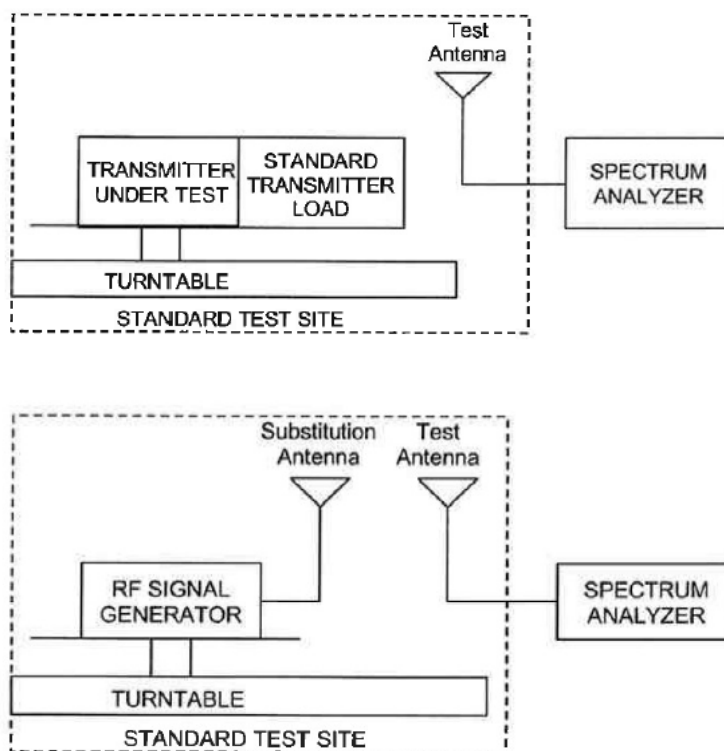 Test
Antenna
TRANSMITTER
UNDER TEST
STANDARD
TRANSMITTER
LOAD
SPECTRUM
ANALYZER
TURNTABLE
STANDARD TEST SITE
Substitution
Antenna
Test
Antenna
RF SIGNAL
GENERATOR
SPECTRUM
ANALYZER
TURNTABLE
STANDARD TEST SITE